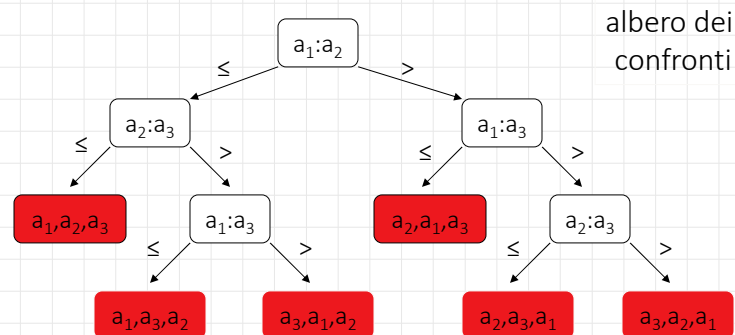 albero dei
confronti
a₁:a₂
≤ >
a₂:a₃ a₁:a₃
≤ > ≤ >
a₁,a₂,a₃ a₁:a₃ a₂,a₁,a₃ a₂:a₃
≤ > ≤ >
a₁,a₃,a₂ a₃,a₁,a₂ a₂,a₃,a₁ a₃,a₂,a₁